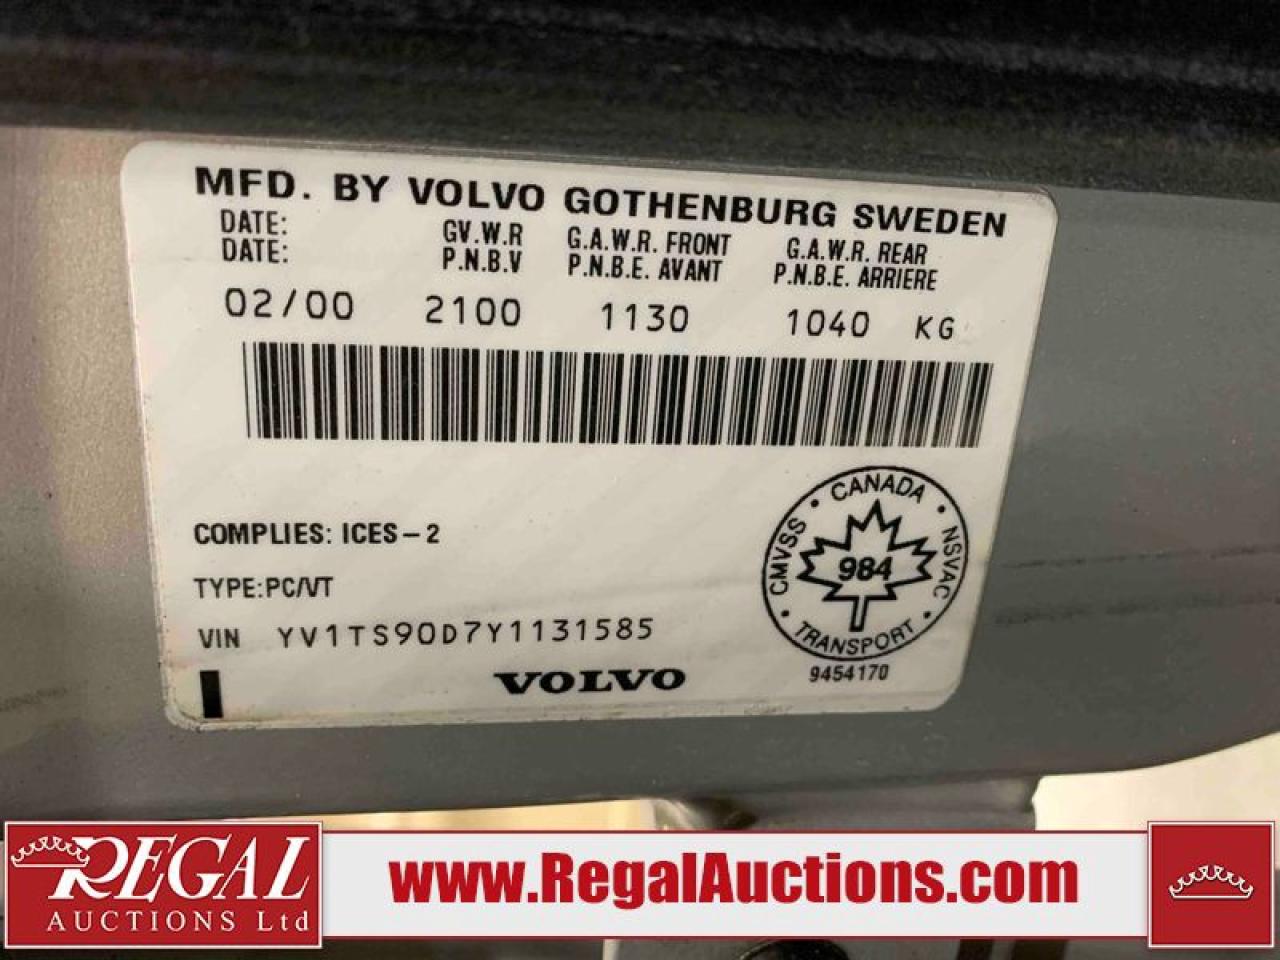 MFD. BY VOLVO GOTHENBURG SWEDEN
DATE: GV.W.R G.A.W.R. FRONT G.A.W.R. REAR
DATE: P.N.B.V P.N.B.E. AVANT P.N.B.E. ARRIERE
02/00 2100 1130 1040 KG
COMPLIES: ICES-2
TYPE:PC/VT
VIN YV1TS90D7Y1131585
VOLVO
CANADA
CMVSS 984 NSVAC
TRANSPORT
9454170
REGAL
AUCTIONS Ltd
www.RegalAuctions.com